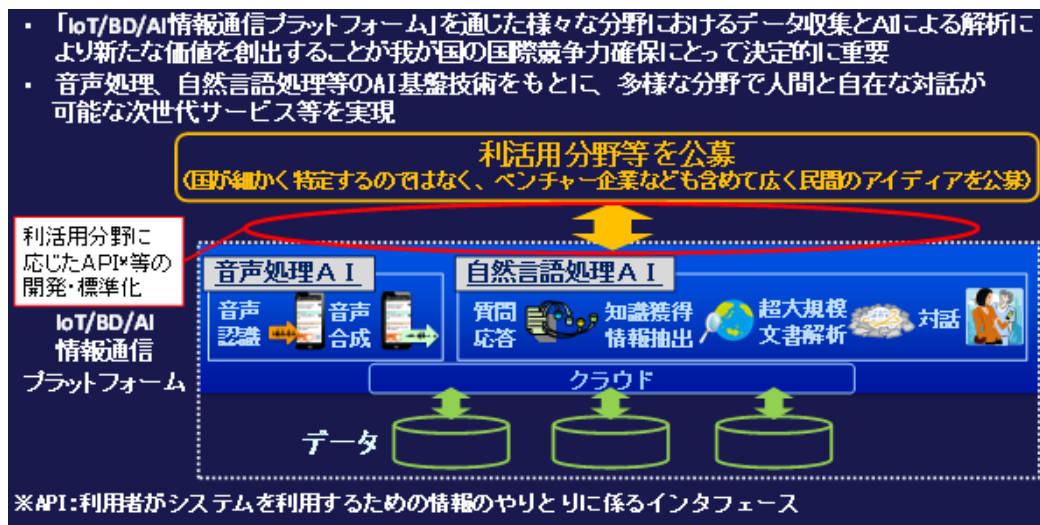 ・「IoT/BD/AI情報通信プラットフォーム」を通じた様々な分野におけるデータ収集とAIによる解析に
より新たな価値を創出することが我が国の国際競争力確保にとって決定的に重要
・音声処理、自然言語処理等のAI基盤技術をもとに、多様な分野で人間と自在な対話が
可能な次世代サービス等を実現
利活用分野等を公募
(国が細かく特定するのではなく、ベンチャー企業なども含めて広く民間のアイディアを公募)
利活用分野に
応じたAPI※等の
開発・標準化
IoT/BD/AI
情報通信
プラットフォーム
音声処理AI
音声
認識
音声
合成
自然言語処理AI
質問
応答
知識獲得
情報抽出
超大規模
文書解析
対話
クラウド
データ
※API:利用者がシステムを利用するための情報のやりとりに係るインタフェース